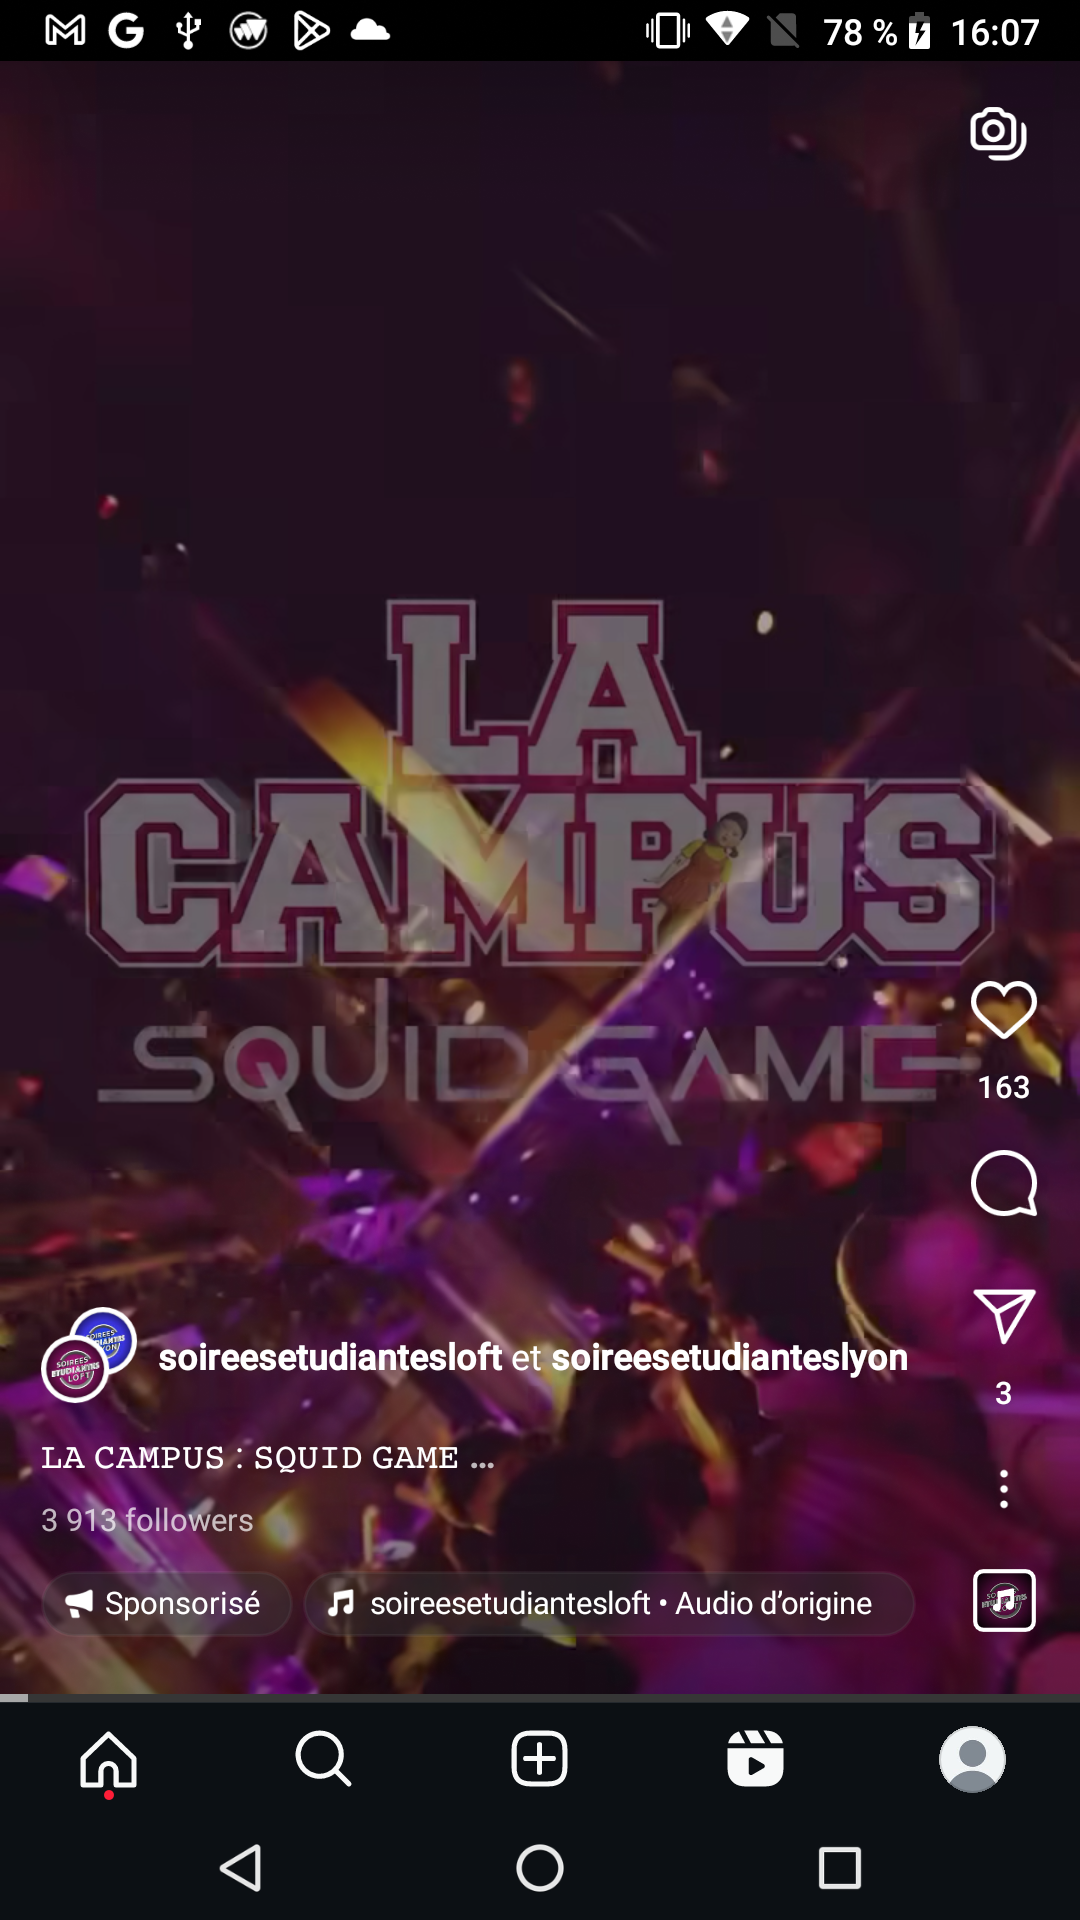 78 % 16:07
LA
CAMPUS
SQUID GAME
163
soireesetudiantesloft et soireesetudianteslyon
3
LA CAMPUS : SQUID GAME ...
3 913 followers
Sponsorisé
soireesetudiantesloft • Audio d’origine